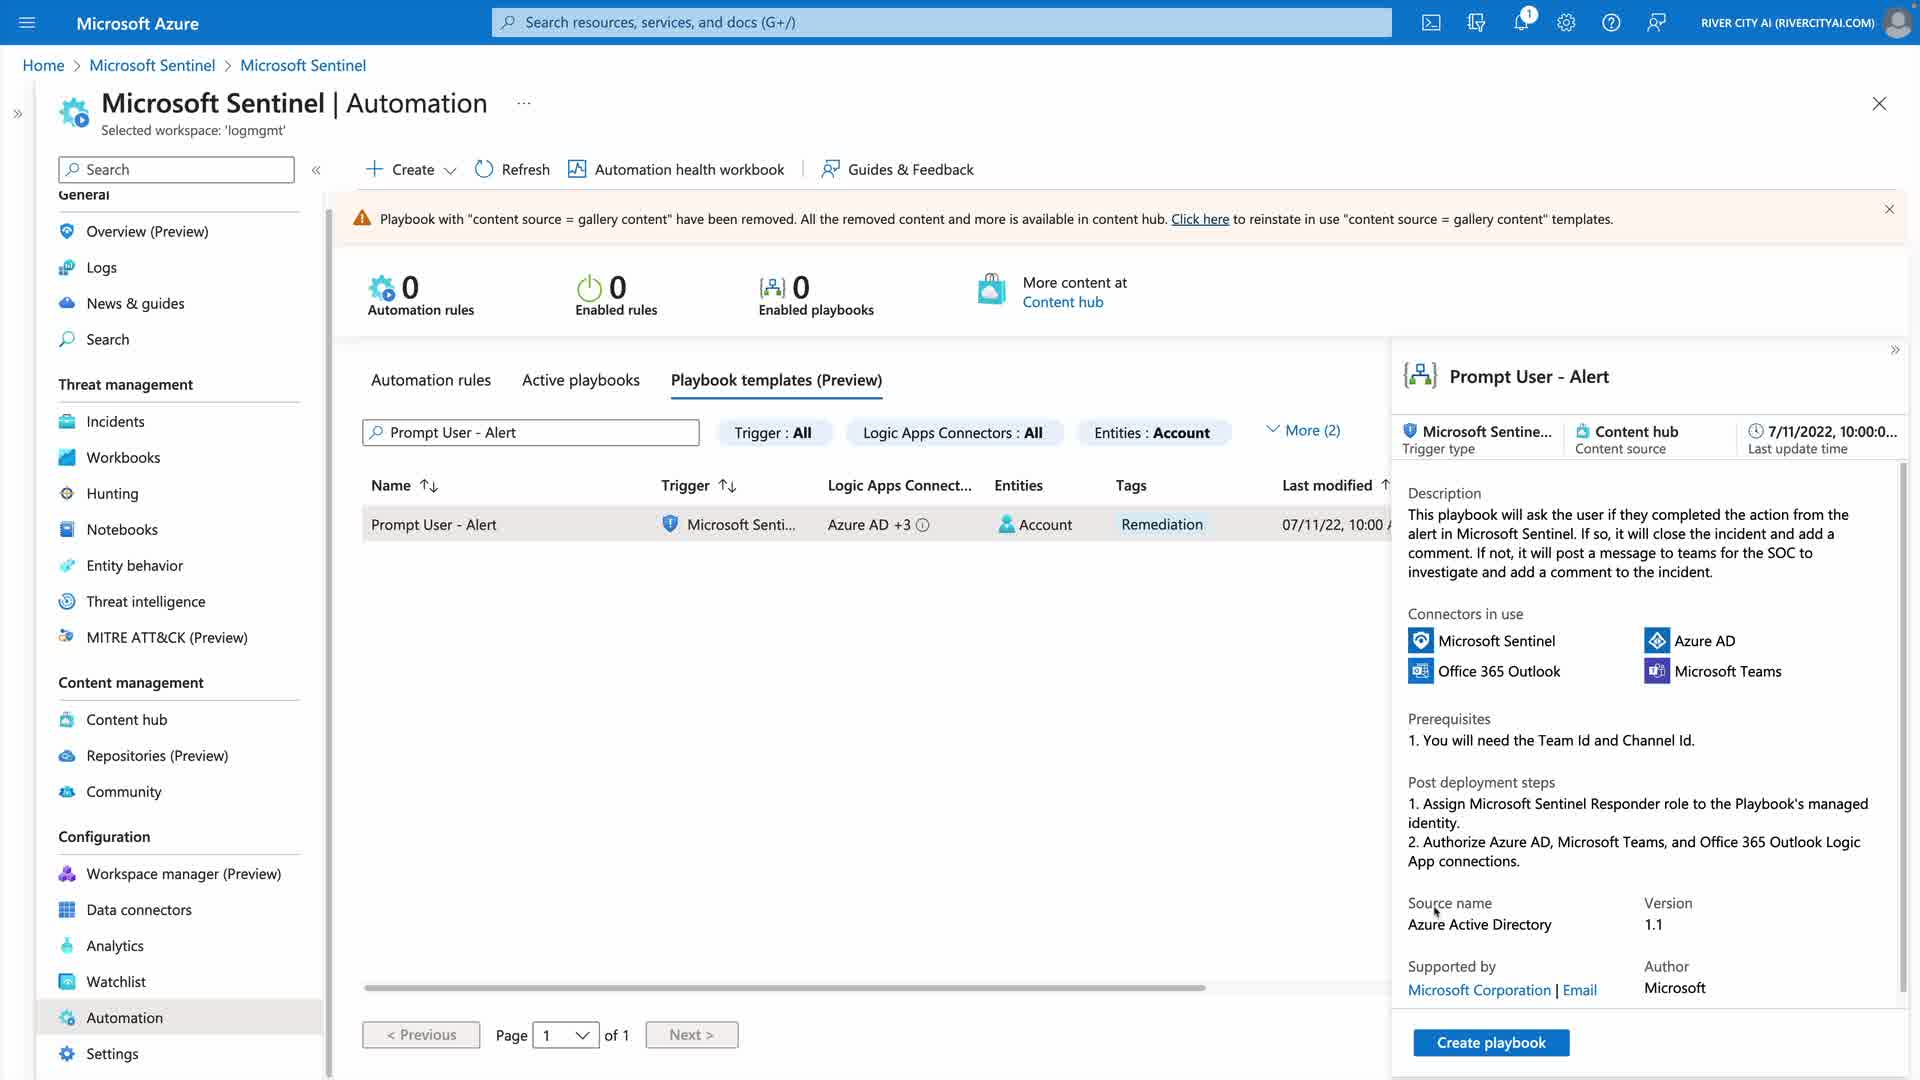 Microsoft Azure
Search resources, services, and docs (G+/)
1
RIVER CITY AI (RIVERCITYAI.COM)
Home > Microsoft Sentinel > Microsoft Sentinel
Microsoft Sentinel | Automation ...
Selected workspace: 'logmgmt'
Search
General
Overview (Preview)
Logs
News & guides
Search
Threat management
Incidents
Workbooks
Hunting
Notebooks
Entity behavior
Threat intelligence
MITRE ATT&CK (Preview)
Content management
Content hub
Repositories (Preview)
Community
Configuration
Workspace manager (Preview)
Data connectors
Analytics
Watchlist
Automation
Settings
Create Refresh Automation health workbook Guides & Feedback
Playbook with "content source = gallery content" have been removed. All the removed content and more is available in content hub. Click here to reinstate in use "content source = gallery content" templates.
0
Automation rules
0
Enabled rules
0
Enabled playbooks
More content at
Content hub
Automation rules Active playbooks Playbook templates (Preview)
Prompt User - Alert Trigger : All Logic Apps Connectors : All Entities : Account More (2)
Name Trigger Logic Apps Connect... Entities Tags Last modified
Prompt User - Alert Microsoft Senti... Azure AD +3 Account Remediation 07/11/22, 10:00 A
< Previous Page 1 of 1 Next >
Prompt User - Alert
Microsoft Sentine... Content hub 7/11/2022, 10:00:0...
Trigger type Content source Last update time
Description
This playbook will ask the user if they completed the action from the
alert in Microsoft Sentinel. If so, it will close the incident and add a
comment. If not, it will post a message to teams for the SOC to
investigate and add a comment to the incident.
Connectors in use
Microsoft Sentinel Azure AD
Office 365 Outlook Microsoft Teams
Prerequisites
1. You will need the Team Id and Channel Id.
Post deployment steps
1. Assign Microsoft Sentinel Responder role to the Playbook's managed
identity.
2. Authorize Azure AD, Microsoft Teams, and Office 365 Outlook Logic
App connections.
Source name Version
Azure Active Directory 1.1
Supported by Author
Microsoft Corporation | Email Microsoft
Create playbook